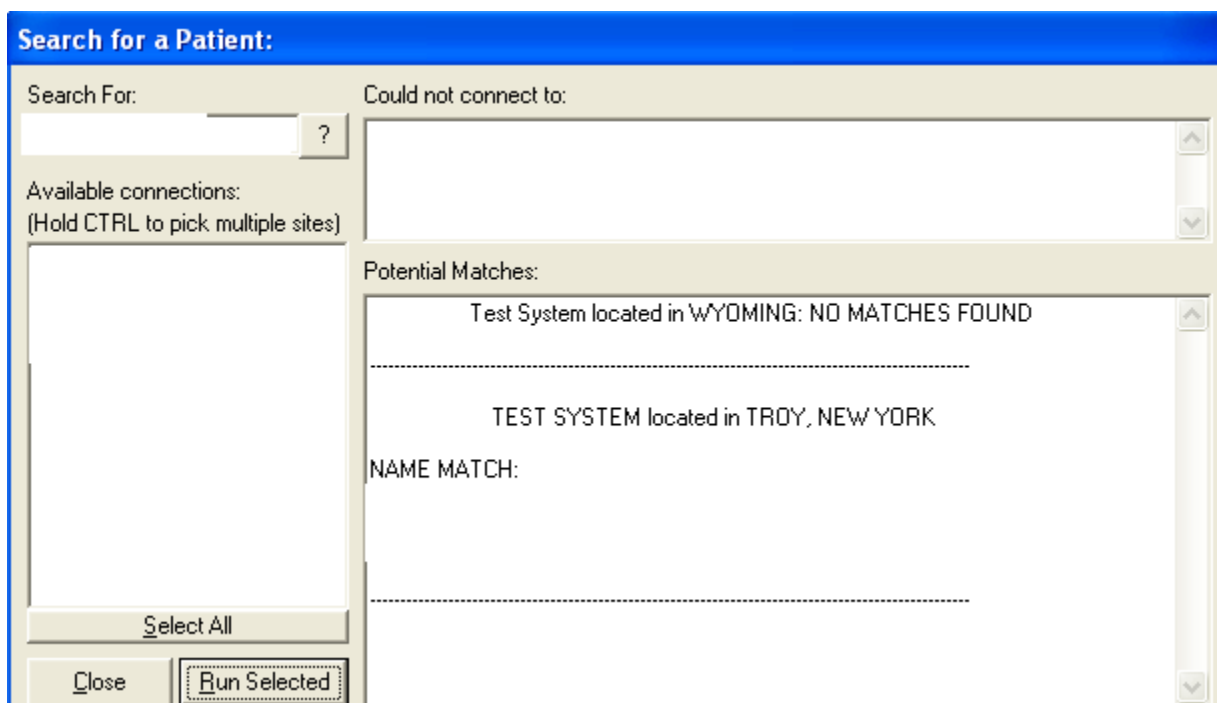 Search for a Patient:
Search For:
?
Available connections:
(Hold CTRL to pick multiple sites)
Select All
Close
Run Selected
Could not connect to:
Potential Matches:
Test System located in WYOMING: NO MATCHES FOUND
----------------------------------------------------------------------------------------------------
TEST SYSTEM located in TROY, NEW YORK
NAME MATCH:
----------------------------------------------------------------------------------------------------